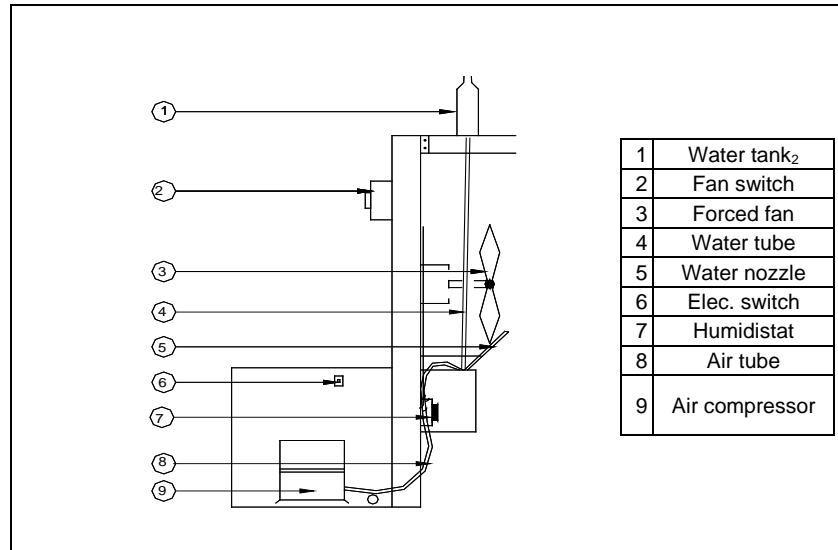 1
2
3
4
5
6
7
8
9
1 Water tank₂
2 Fan switch
3 Forced fan
4 Water tube
5 Water nozzle
6 Elec. switch
7 Humidistat
8 Air tube
9 Air compressor